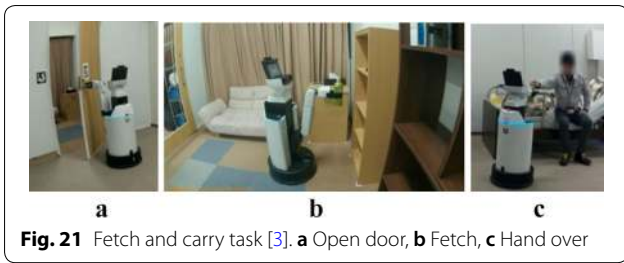 a b c
Fig. 21 Fetch and carry task [3]. a Open door, b Fetch, c Hand over